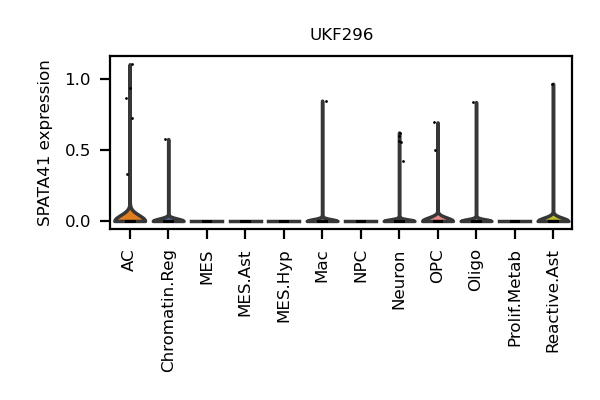 UKF296
SPATA41 expression
1.0
0.5
0.0
AC
Chromatin.Reg
MES
MES.Ast
MES.Hyp
Mac
NPC
Neuron
OPC
Oligo
Prolif.Metab
Reactive.Ast